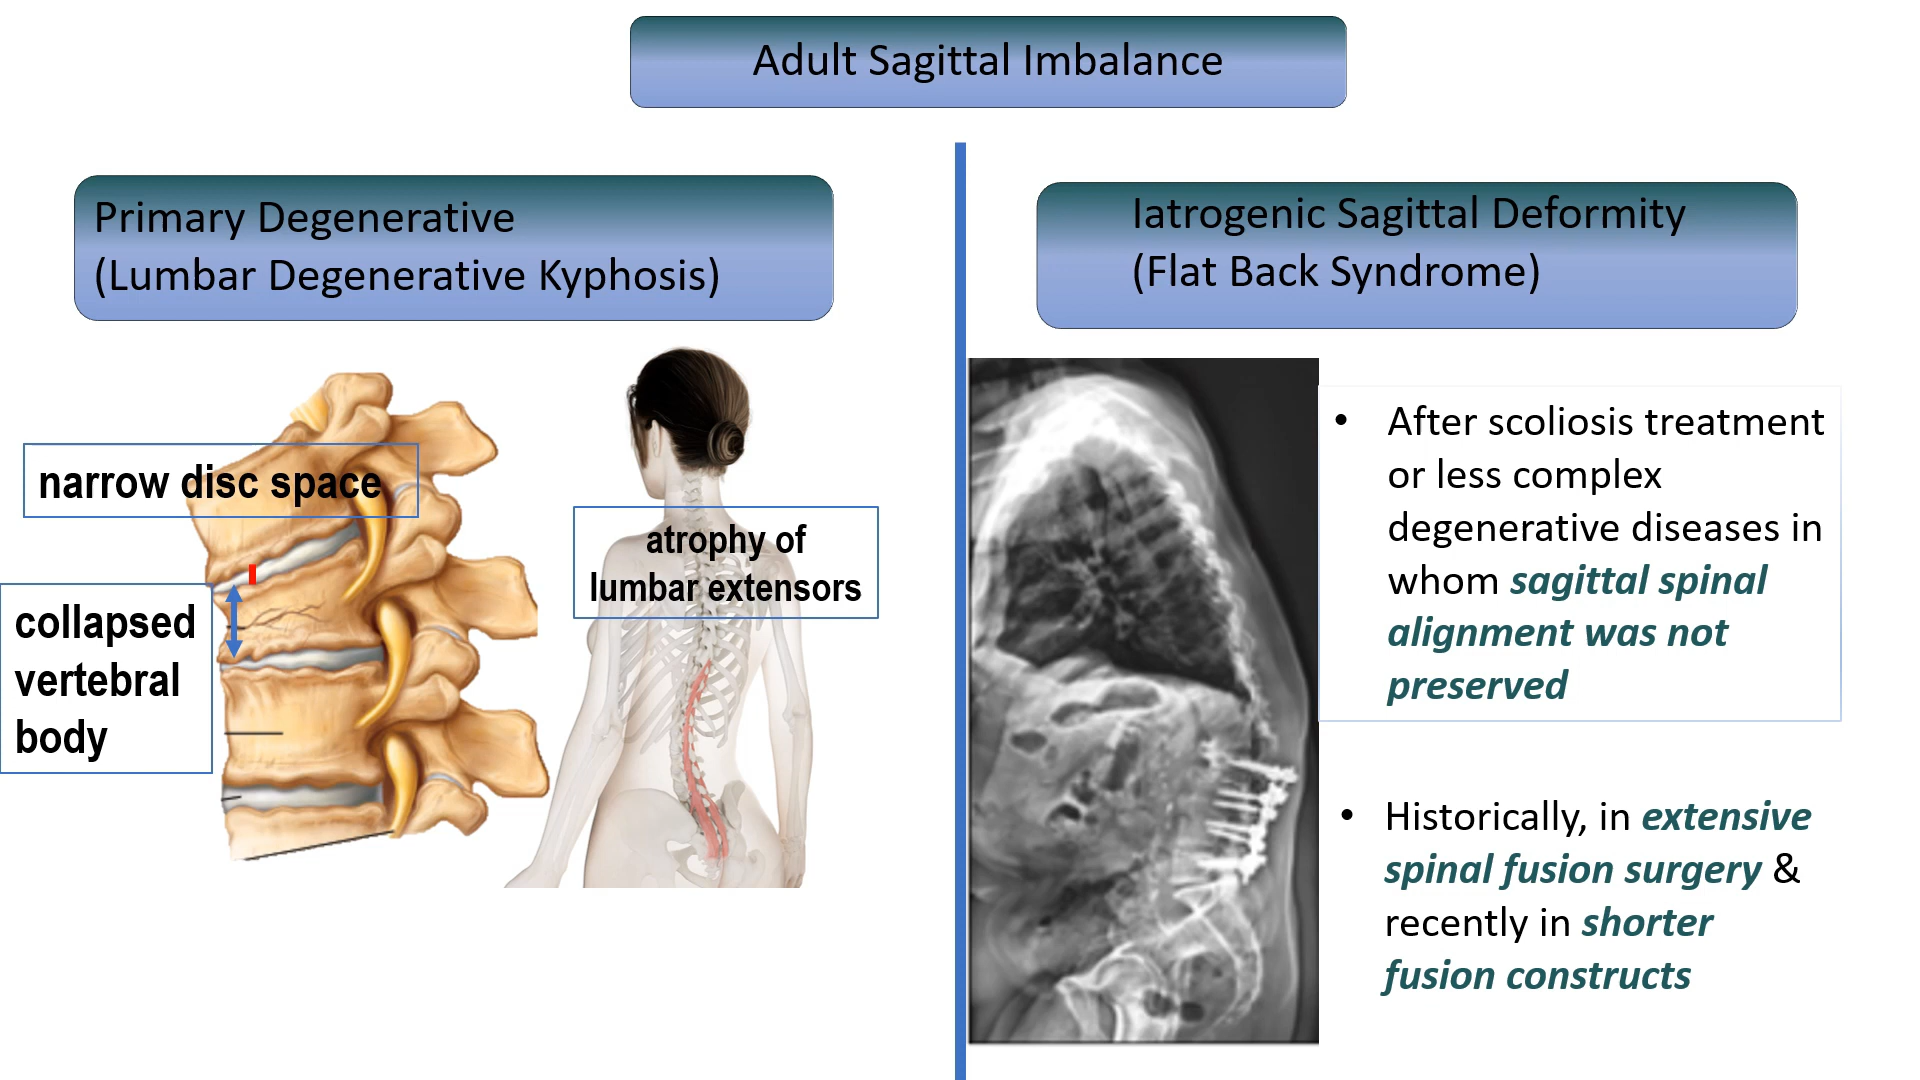 Adult Sagittal Imbalance
Primary Degenerative
(Lumbar Degenerative Kyphosis)
narrow disc space
collapsed
vertebral
body
atrophy of
lumbar extensors
Iatrogenic Sagittal Deformity
(Flat Back Syndrome)
• After scoliosis treatment
or less complex
degenerative diseases in
whom sagittal spinal
alignment was not
preserved
• Historically, in extensive
spinal fusion surgery &
recently in shorter
fusion constructs